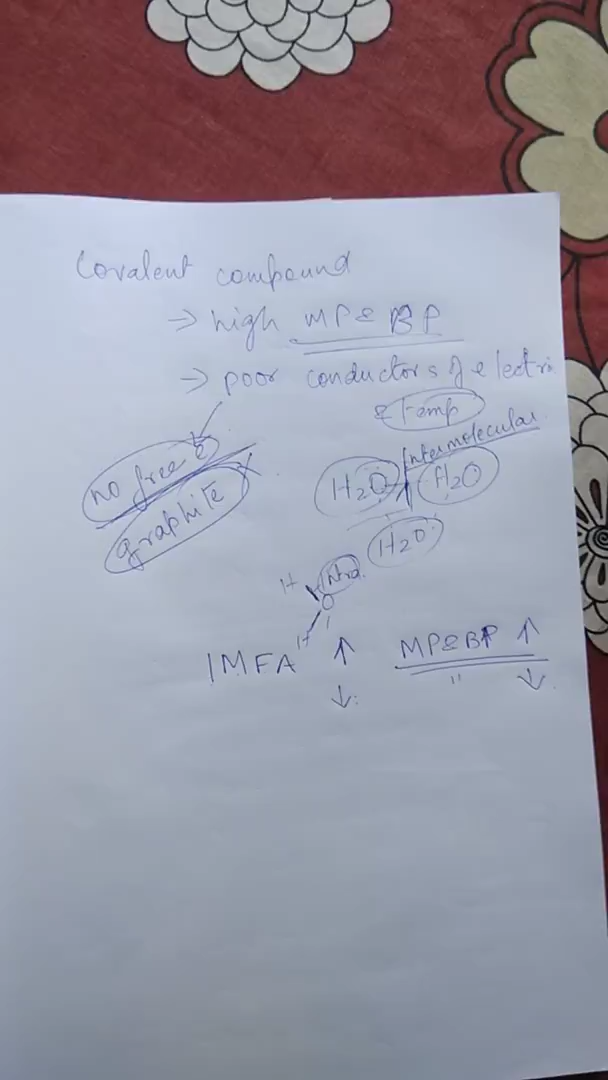 Covalent compound
→ high MP & BP
→ poor conductors of electri
& temp
no free e
graphite
Intermolecular
H2O H2O
H2O
H Intra
O
H
IMFA ↑ MP&BP ↑
↓ " ↓